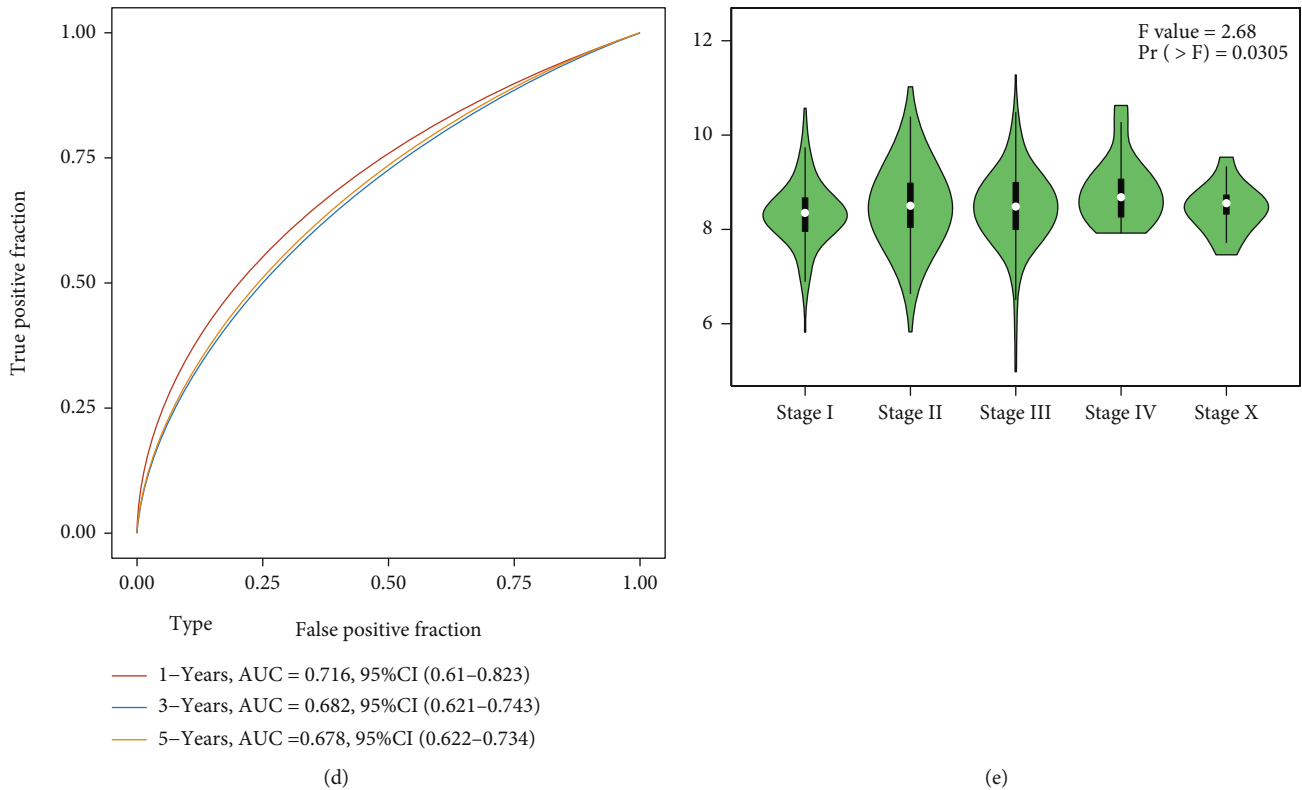 1.00
0.75
0.50
0.25
0.00
True positive fraction
0.00 0.25 0.50 0.75 1.00
Type
False positive fraction
1−Years, AUC = 0.716, 95%CI (0.61–0.823)
3−Years, AUC = 0.682, 95%CI (0.621–0.743)
5−Years, AUC =0.678, 95%CI (0.622–0.734)
(d)
12
10
8
6
F value = 2.68
Pr ( > F) = 0.0305
Stage I Stage II Stage III Stage IV Stage X
(e)